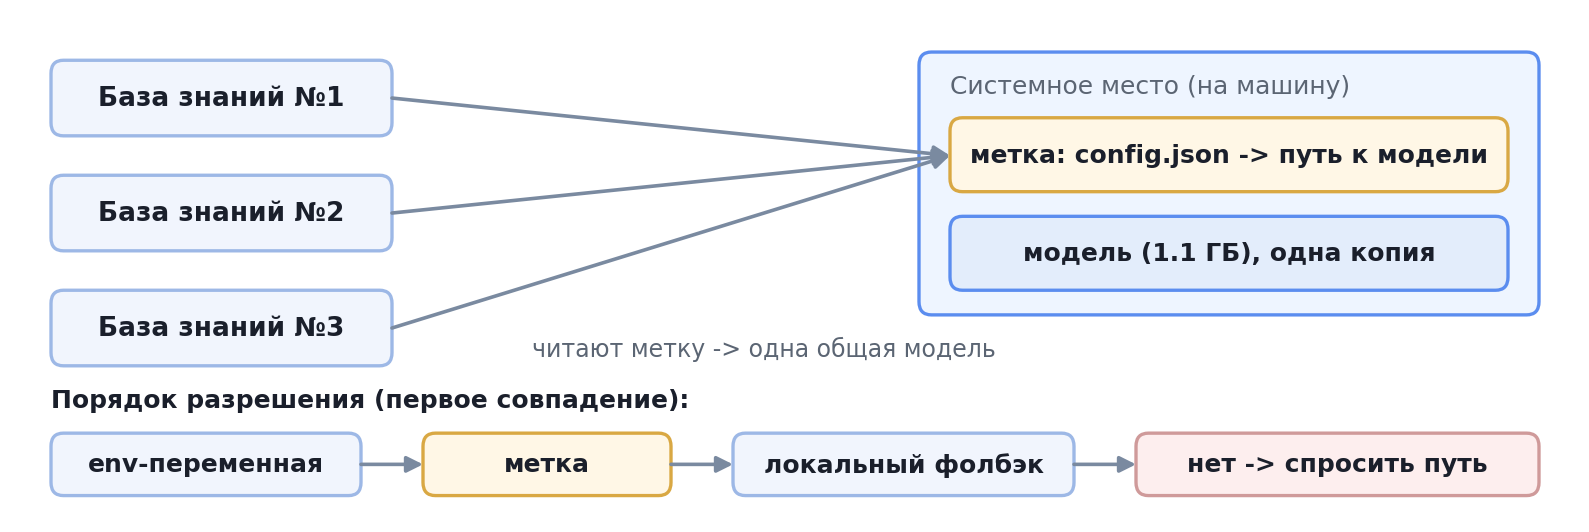 База знаний №1
База знаний №2
База знаний №3
Системное место (на машину)
метка: config.json -> путь к модели
модель (1.1 ГБ), одна копия
читают метку -> одна общая модель
Порядок разрешения (первое совпадение):
env-переменная
метка
локальный фолбэк
нет -> спросить путь